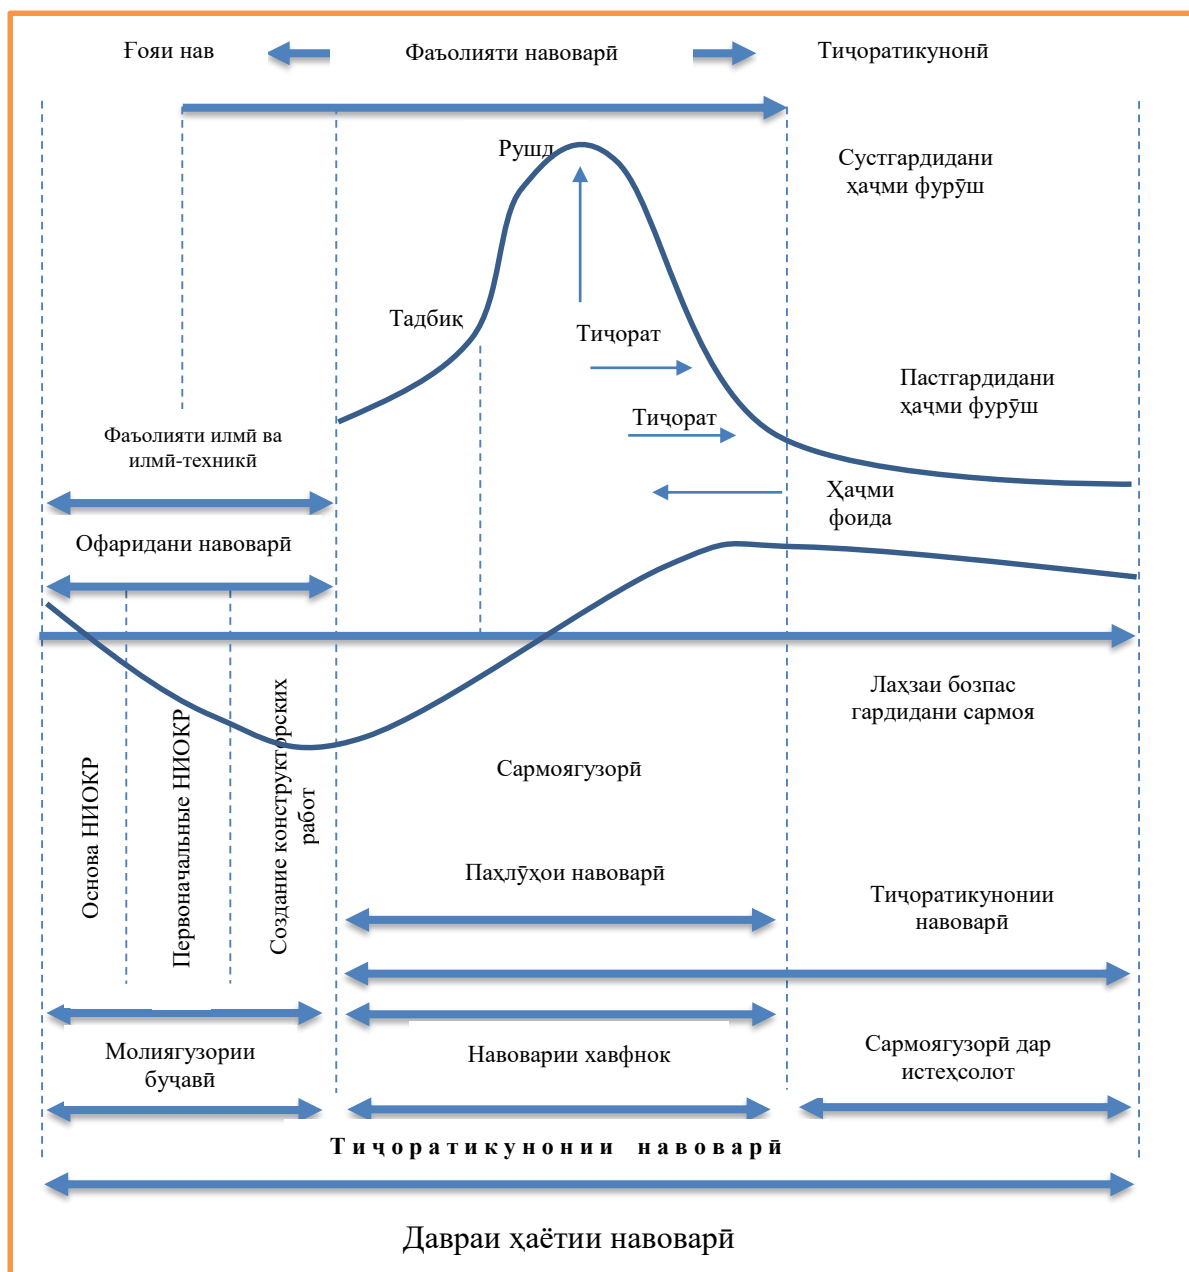 Ғояи нав
Фаъолияти навоварӣ
Тиҷоратикунонӣ
Рушд
Сустгардидани
ҳаҷми фурӯш
Тадбиқ
Тиҷорат
Пастгардидани
ҳаҷми фурӯш
Тиҷорат
Фаъолияти илмӣ ва
илмӣ-техникӣ
Ҳаҷми
фоида
Офаридани навоварӣ
Лаҳзаи бозпас
гардидани сармоя
Основа НИОКР
Первоначальные НИОКР
Создание конструкторских
работ
Сармоягузорӣ
Паҳлӯҳои навоварӣ
Тиҷоратикунонии
навоварӣ
Молиягузории
буҷавӣ
Навоварии хавфнок
Сармоягузорӣ дар
истеҳсолот
Тиҷоратикунонии навоварӣ
Давраи ҳаётии навоварӣ